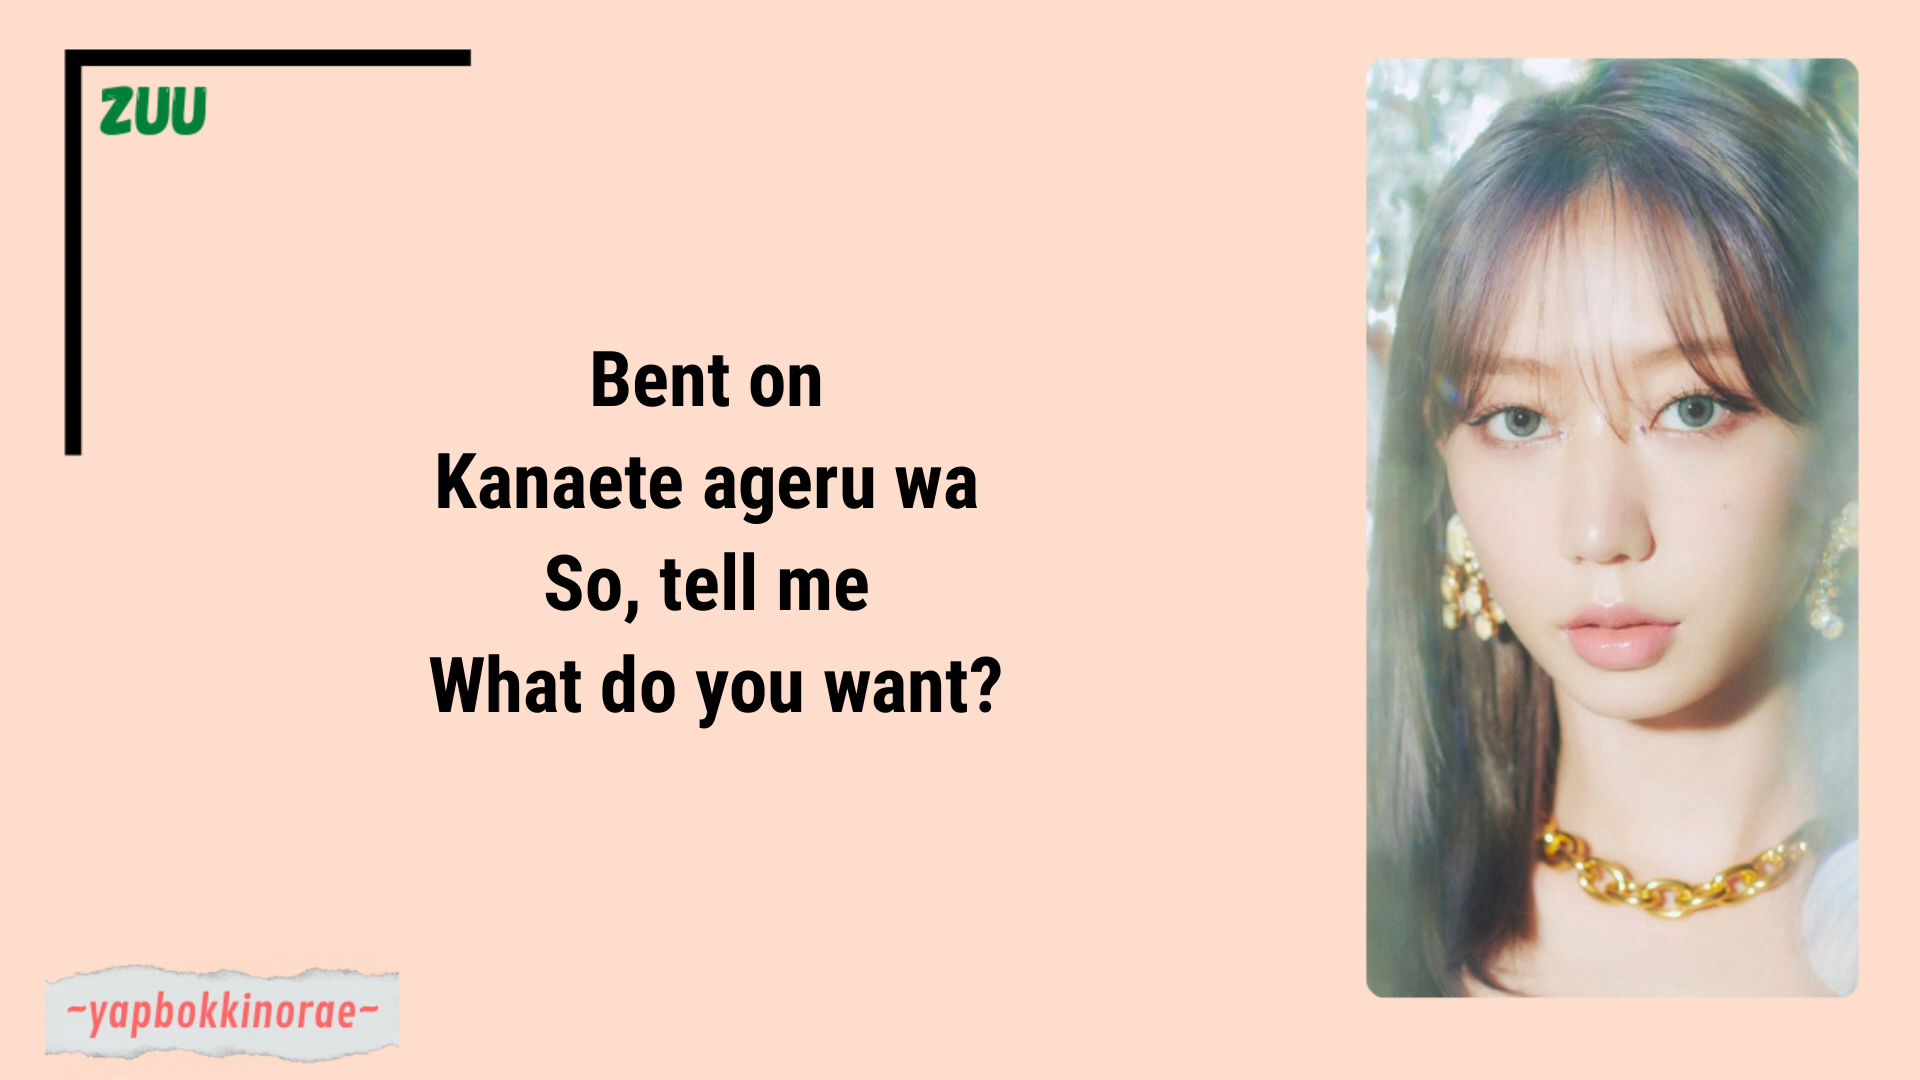 ZUU
Bent on
Kanaete ageru wa
So, tell me
What do you want?
~yapbokkinorae~